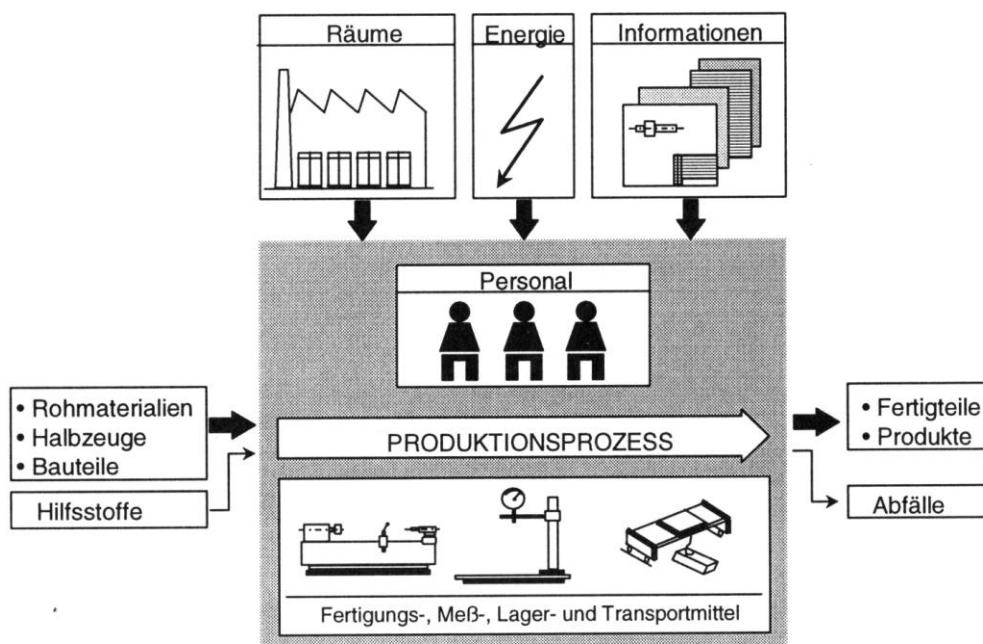 Räume
Energie
Informationen
Personal
• Rohmaterialien
• Halbzeuge
• Bauteile
Hilfsstoffe
PRODUKTIONSPROZESS
• Fertigteile
• Produkte
Abfälle
Fertigungs-, Meß-, Lager- und Transportmittel